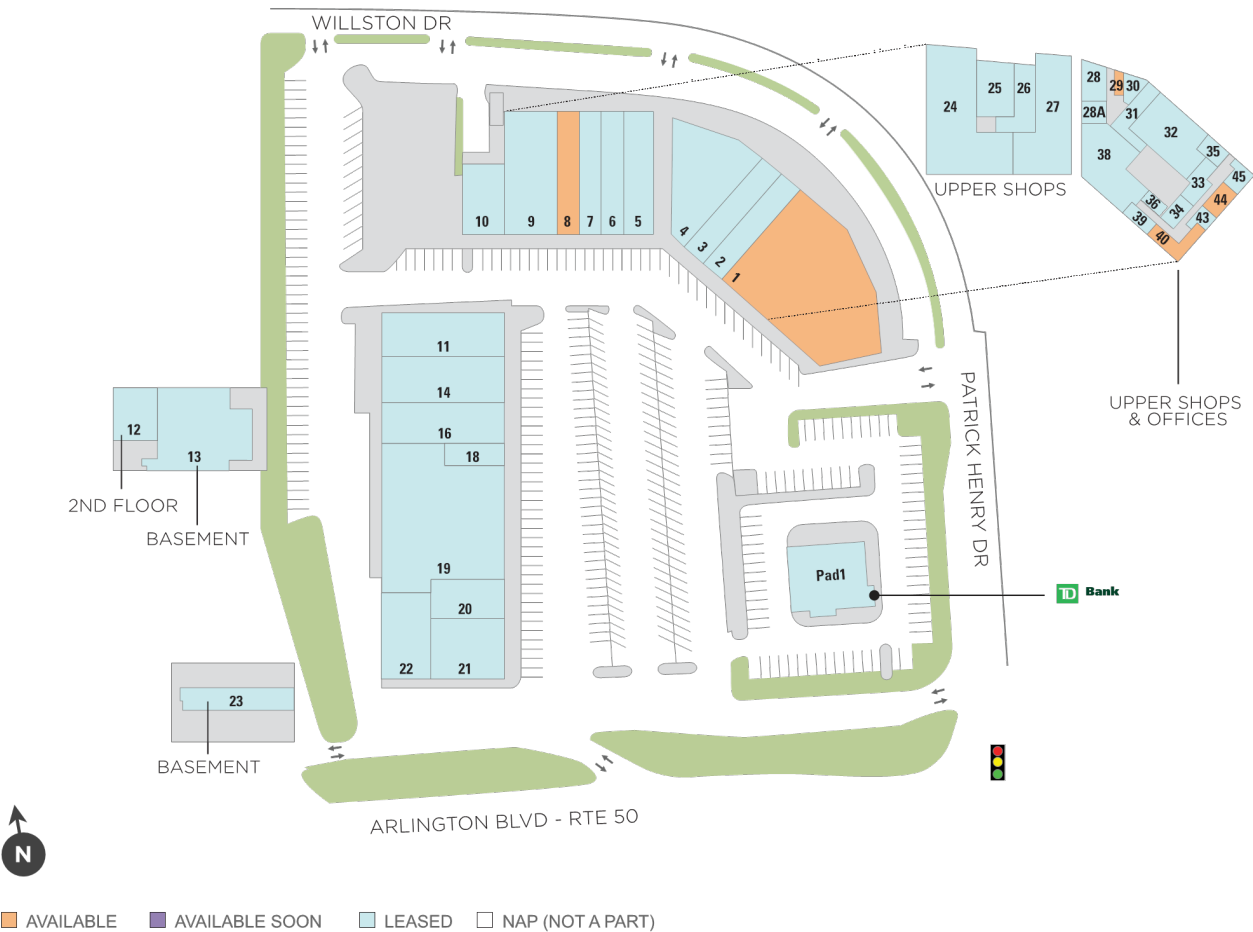 WILLSTON DR
24
25
26
27
UPPER SHOPS
28
29
30
28A
31
32
38
35
33
45
36
34
44
39
43
40
UPPER SHOPS
& OFFICES
10
9
8
7
6
5
4
3
2
1
11
14
16
18
19
20
22
21
12
13
2ND FLOOR
BASEMENT
23
BASEMENT
PATRICK HENRY DR
Pad1
TD Bank
ARLINGTON BLVD - RTE 50
N
AVAILABLE
AVAILABLE SOON
LEASED
NAP (NOT A PART)